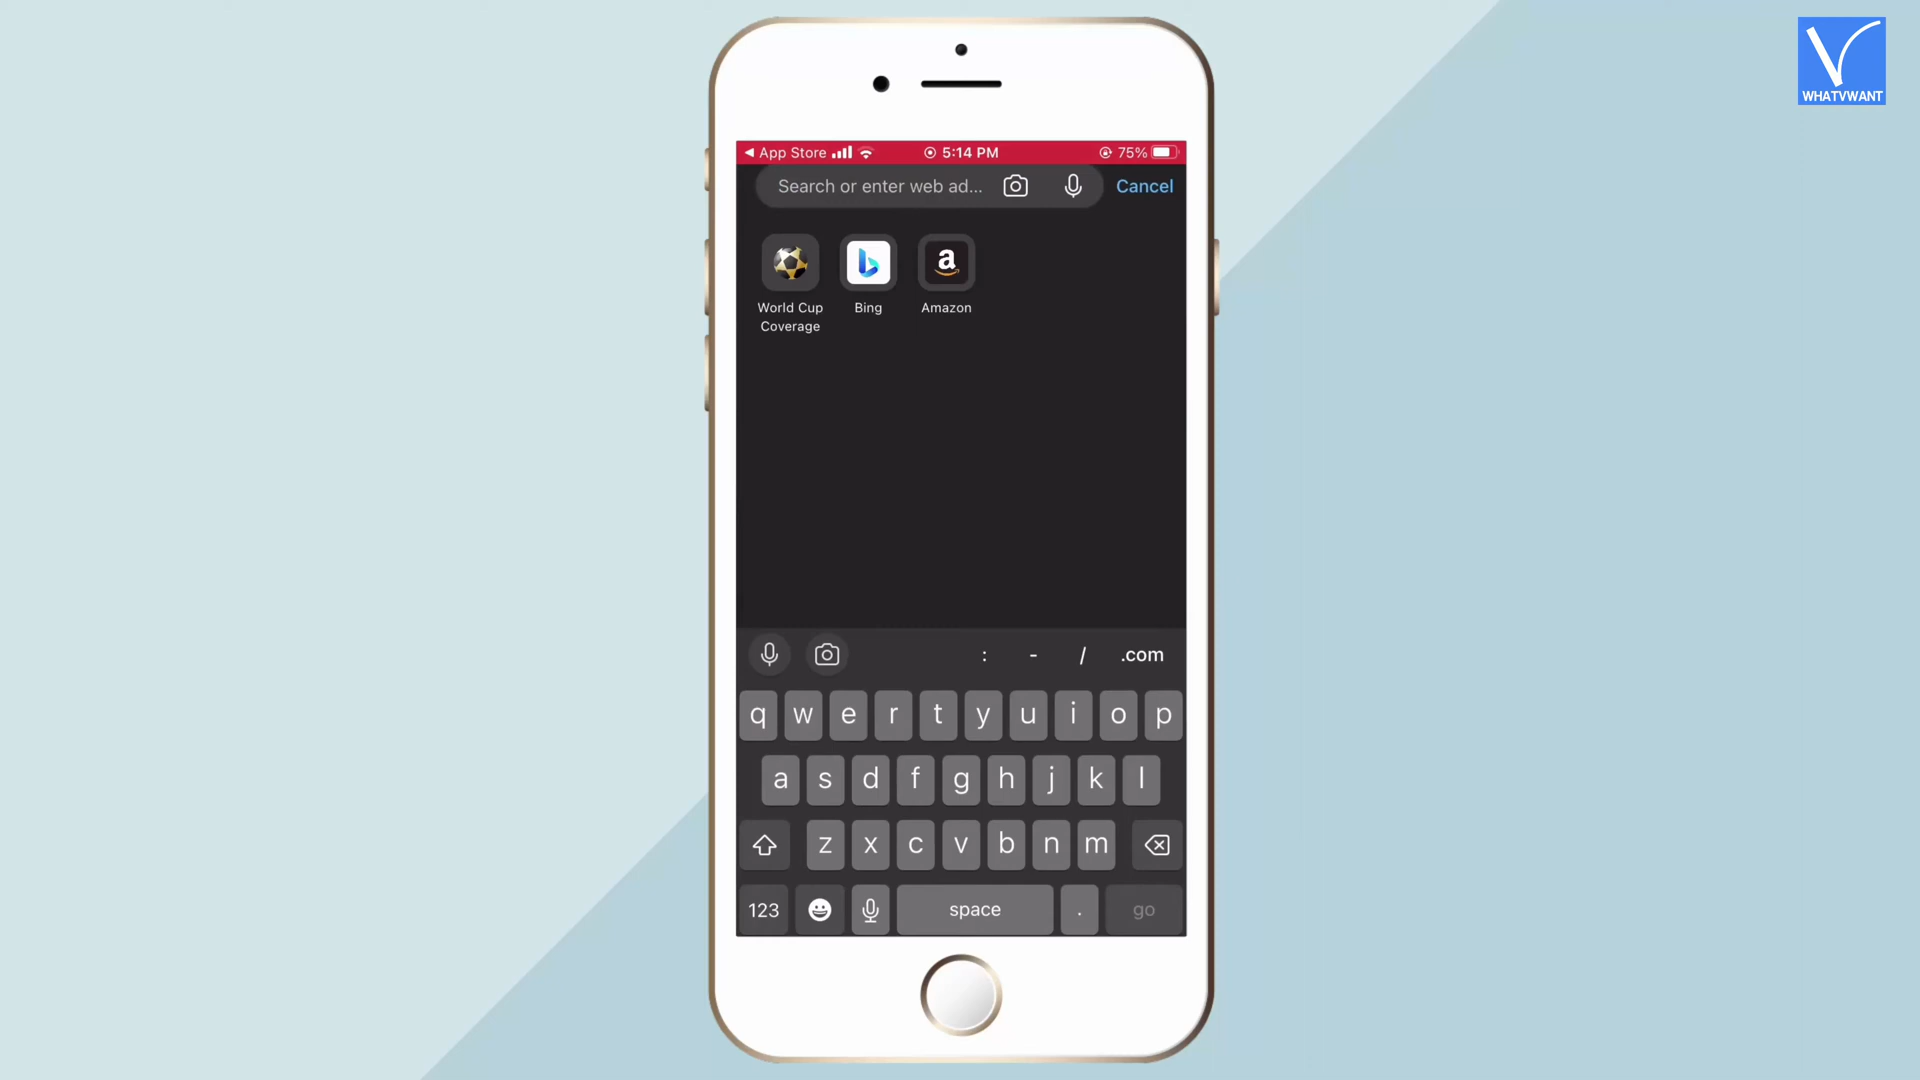 WHATVWANT
App Store 5:14 PM 75%
Search or enter web ad... Cancel
a
World Cup Bing Amazon
Coverage
: - / .com
q w e r t y u i o p
a s d f g h j k l
z x c v b n m
123 space . go